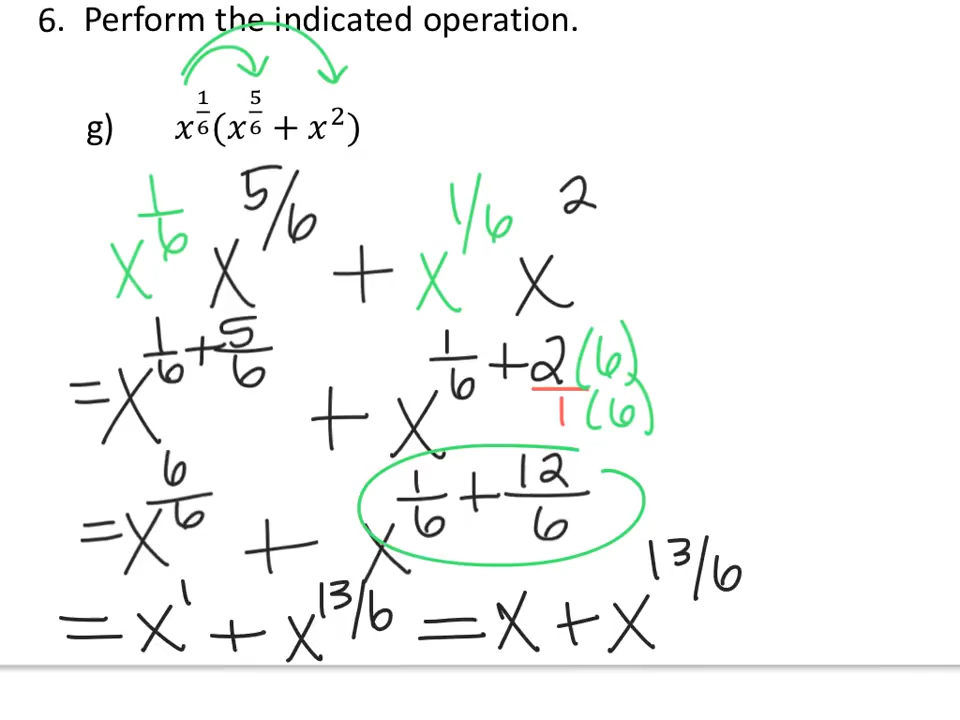 6. Perform the indicated operation.
g) x^{1/6}(x^{5/6} + x^2)
x^{1/6} x^{5/6} + x^{1/6} x^2
= x^{1/6 + 5/6} + x^{1/6 + 2(6)/1(6)}
= x^{6/6} + x^{1/6 + 12/6}
= x^1 + x^{13/6} = x + x^{13/6}